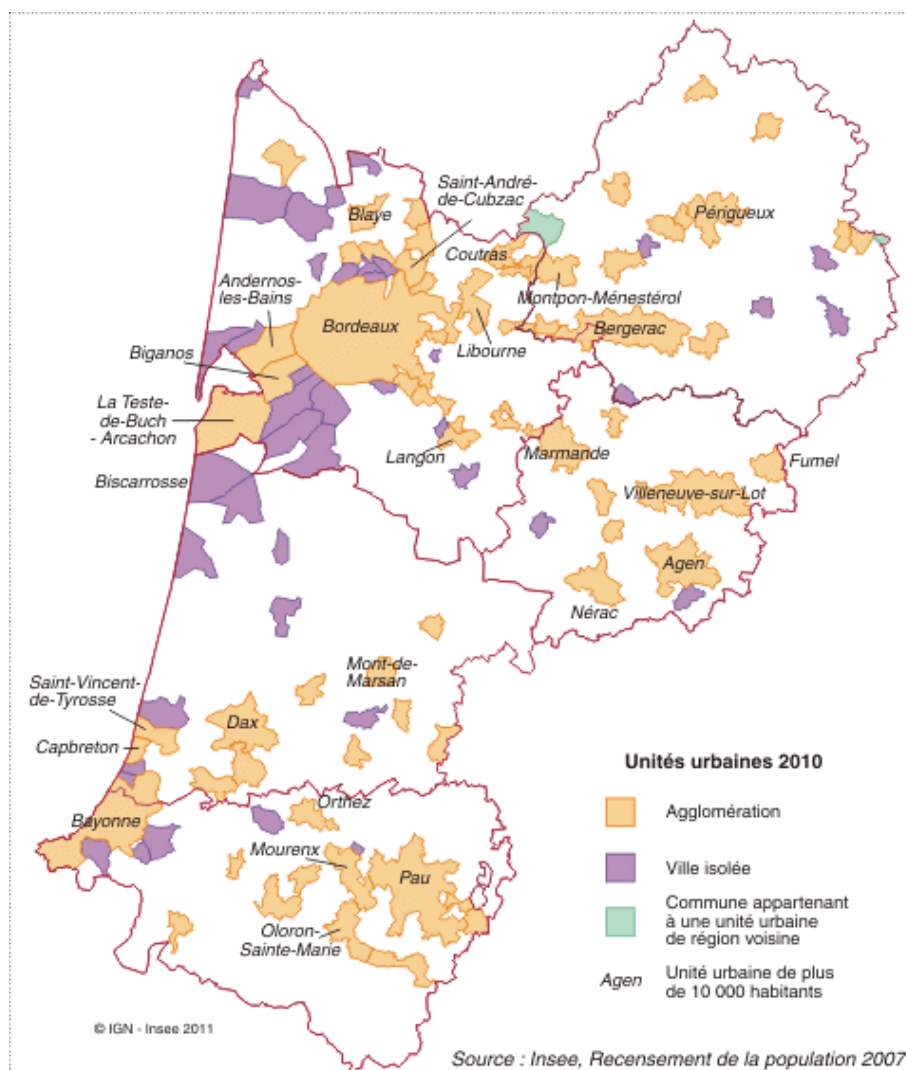 Saint-André-
de-Cubzac
Blaye
Périgueux
Coutras
Andernos-
les-Bains
Montpon-Ménestérol
Bordeaux
Bergerac
Libourne
Biganos
La Teste-
de-Buch
- Arcachon
Langon
Marmande
Fumel
Biscarrosse
Villeneuve-sur-Lot
Agen
Nérac
Mont-de-
Marsan
Saint-Vincent-
de-Tyrosse
Dax
Capbreton
Unités urbaines 2010
Orthez
Agglomération
Bayonne
Mourenx
Ville isolée
Pau
Commune appartenant
à une unité urbaine
de région voisine
Oloron-
Sainte-Marie
Agen
Unité urbaine de plus
de 10 000 habitants
© IGN - Insee 2011
Source : Insee, Recensement de la population 2007